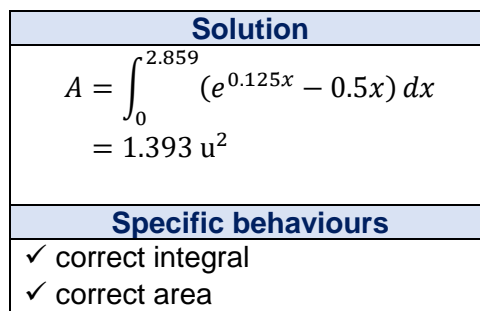 Solution
A = ∫₀^2.859 (e^0.125x − 0.5x) dx
= 1.393 u²
Specific behaviours
✓ correct integral
✓ correct area